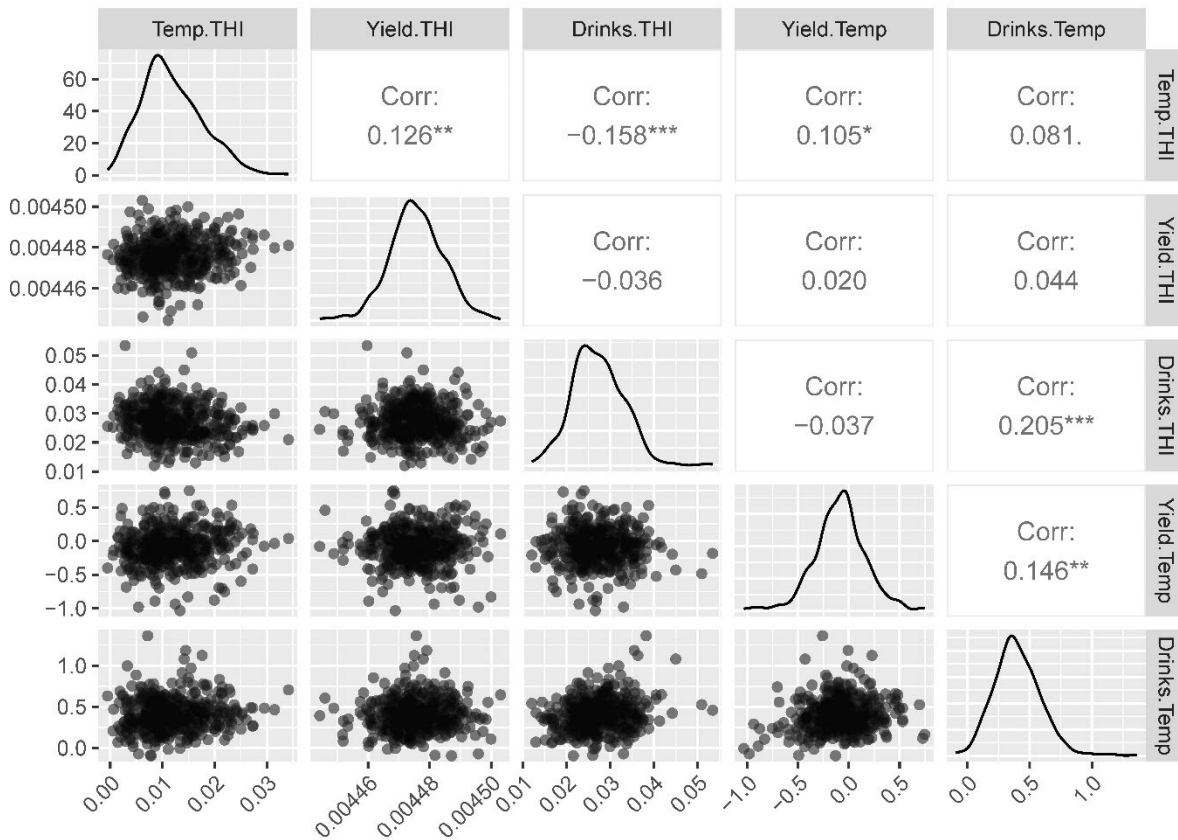 Temp.THI Yield.THI Drinks.THI Yield.Temp Drinks.Temp
60
40
20
0
Corr:
0.126**
Corr:
−0.158***
Corr:
0.105*
Corr:
0.081.
Temp.THI
0.00450
0.00448
0.00446
Corr:
−0.036
Corr:
0.020
Corr:
0.044
Yield.THI
0.05
0.04
0.03
0.02
0.01
Corr:
−0.037
Corr:
0.205***
Drinks.THI
0.5
0.0
−0.5
−1.0
Corr:
0.146**
Yield.Temp
1.0
0.5
0.0
Drinks.Temp
0.00 0.01 0.02 0.03 0.00446 0.00448 0.00450 0.01 0.02 0.03 0.04 0.05 −1.0 −0.5 0.0 0.5 0.0 0.5 1.0